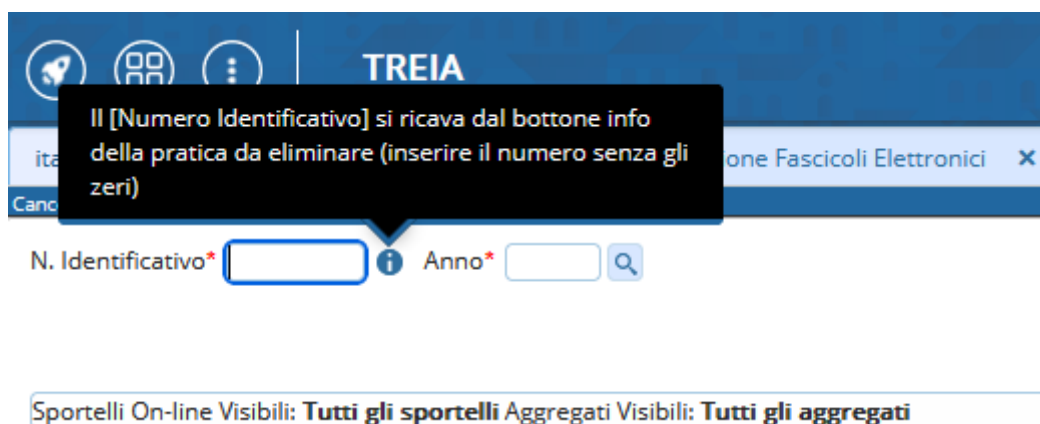 TREIA
Il [Numero Identificativo] si ricava dal bottone info
della pratica da eliminare (inserire il numero senza gli
zeri)
one Fascicoli Elettronici ×
N. Identificativo* Anno*
Sportelli On-line Visibili: Tutti gli sportelli Aggregati Visibili: Tutti gli aggregati